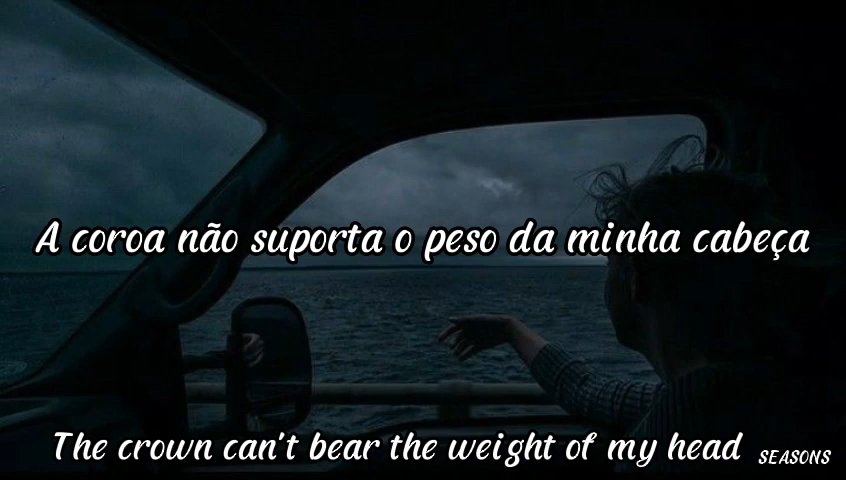 A coroa não suporta o peso da minha cabeça
The crown can't bear the weight of my head
SEASONS